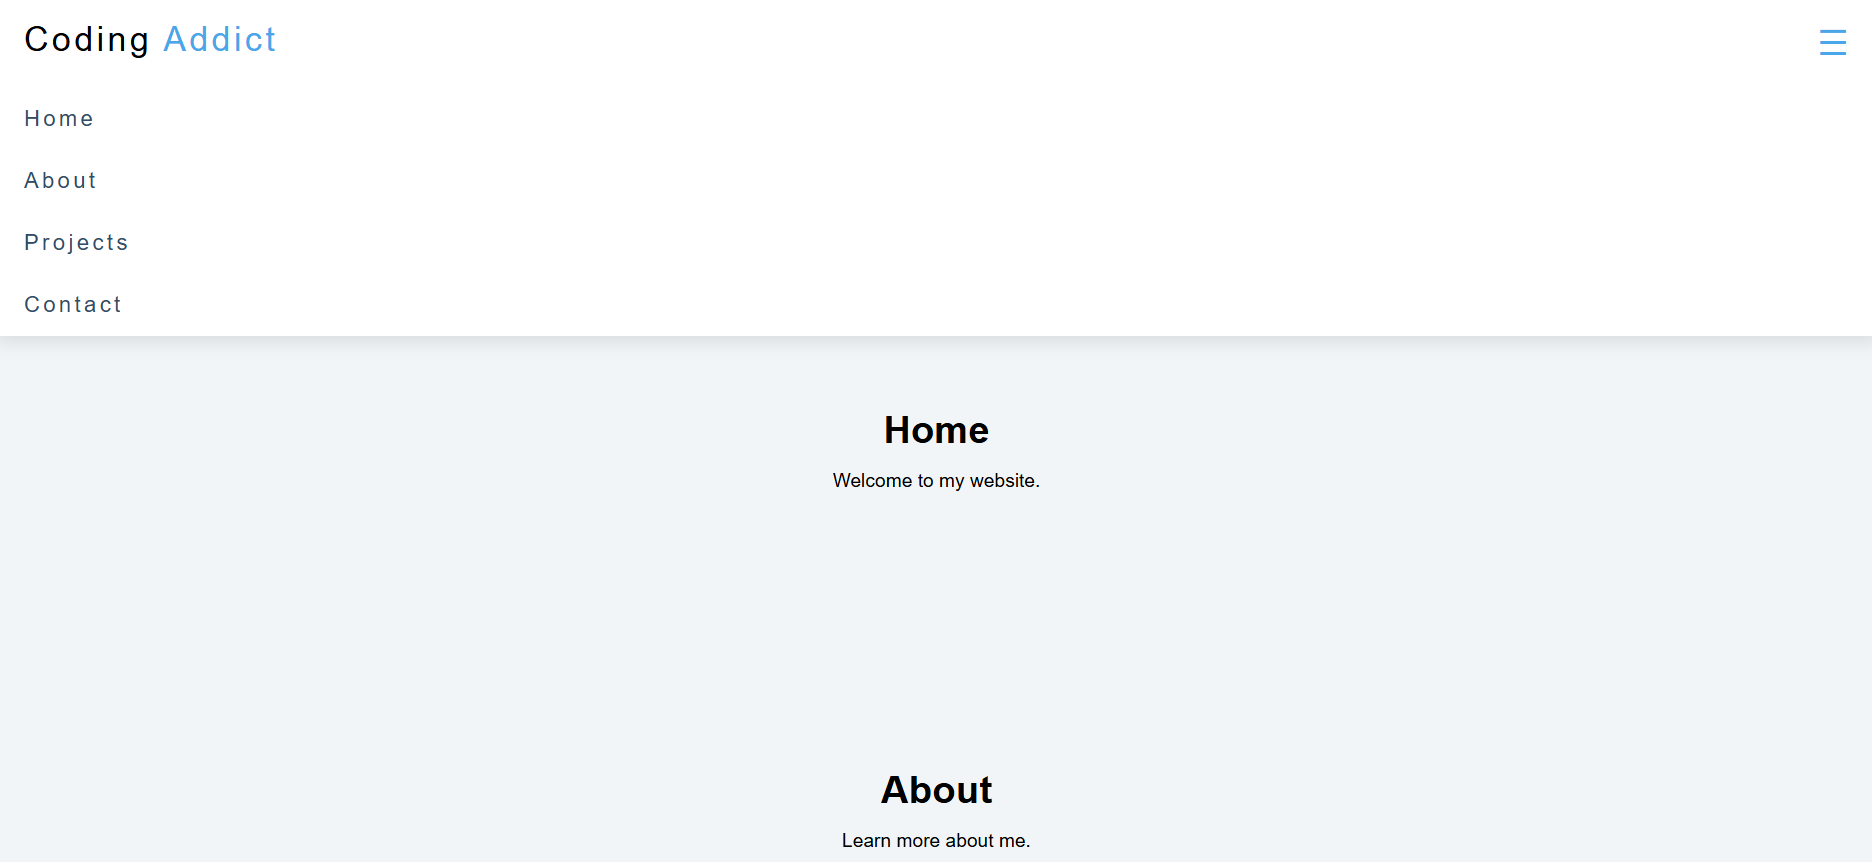 Coding Addict
Home
About
Projects
Contact
Home
Welcome to my website.
About
Learn more about me.